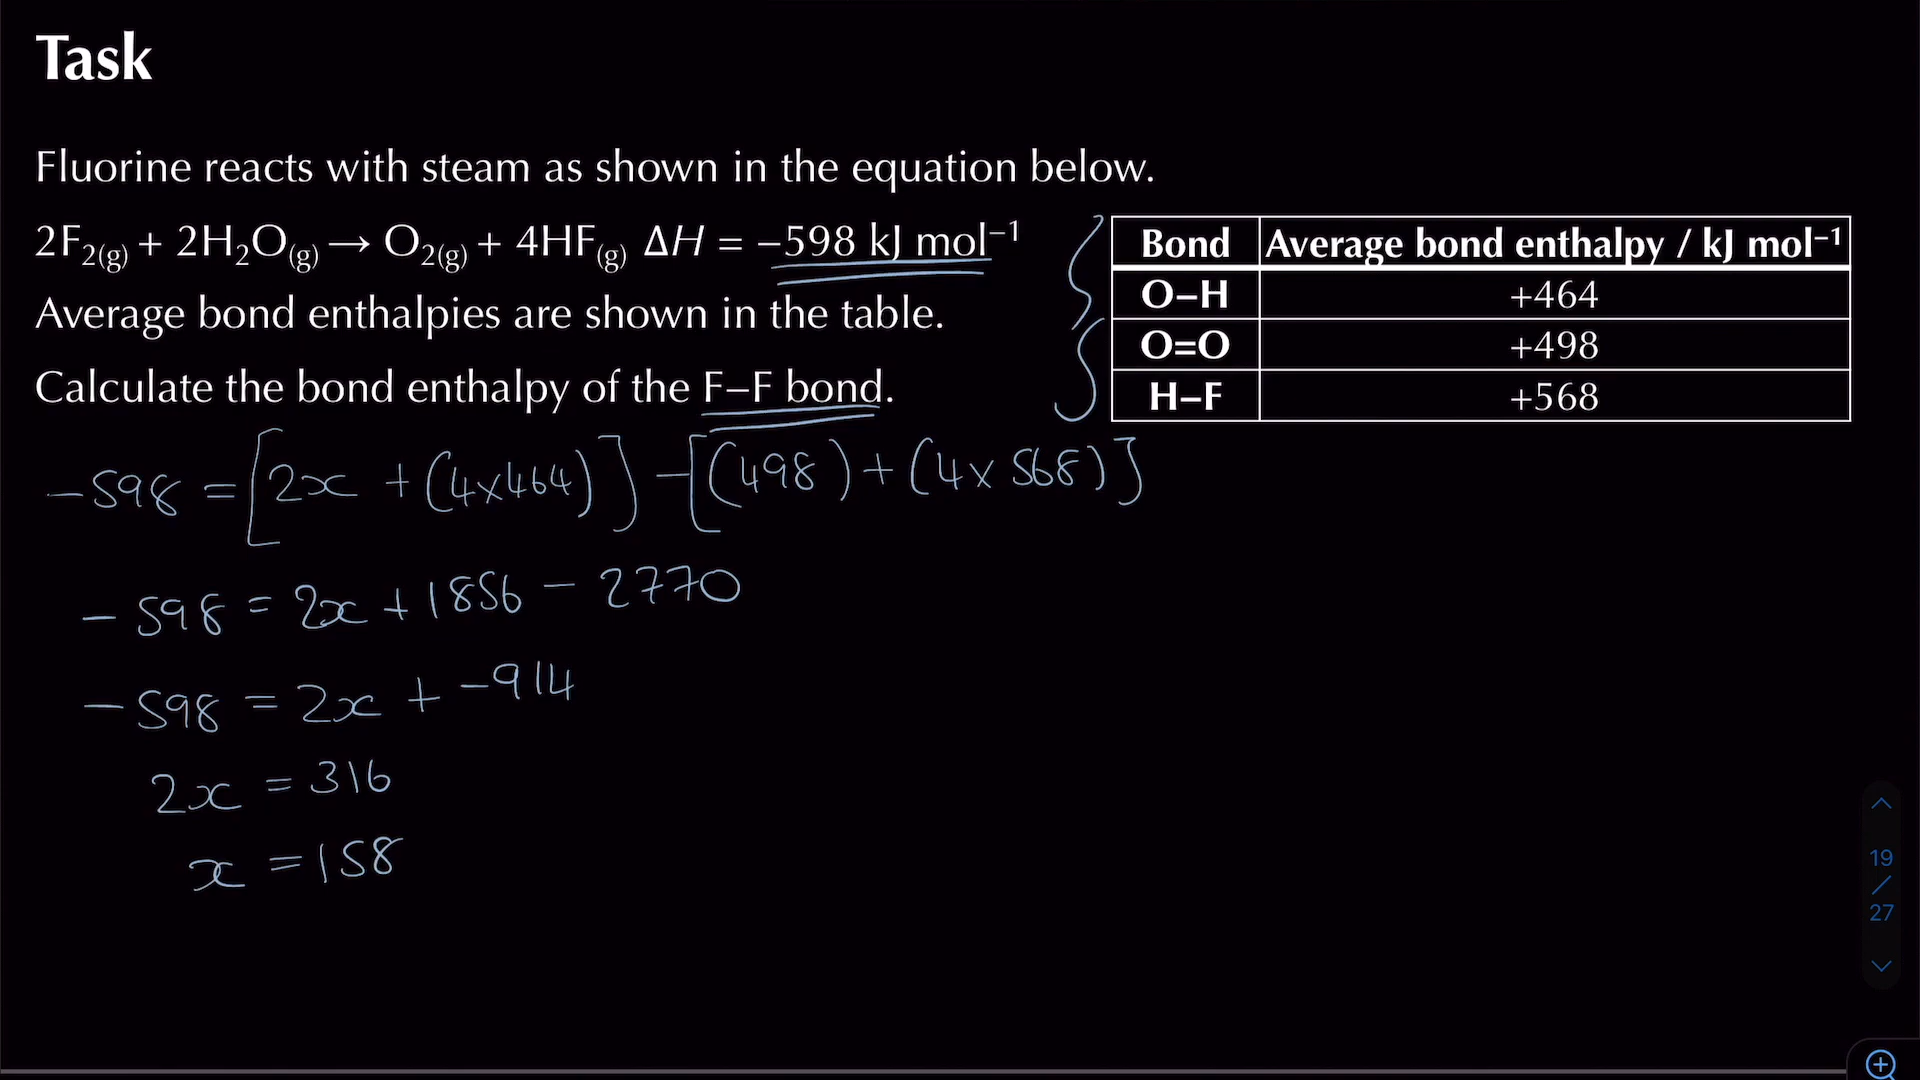 Task
Fluorine reacts with steam as shown in the equation below.
2F₂₍g₎ + 2H₂O₍g₎ → O₂₍g₎ + 4HF₍g₎ ΔH = −598 kJ mol⁻¹
Average bond enthalpies are shown in the table.
Calculate the bond enthalpy of the F–F bond.
Bond Average bond enthalpy / kJ mol⁻¹
O–H +464
O=O +498
H–F +568
-598 = [2x + (4x464)] - [(498) + (4x 568)]
- 598 = 2x + 1856 - 2770
- 598 = 2x + -914
2x = 316
x = 158
19
/
27